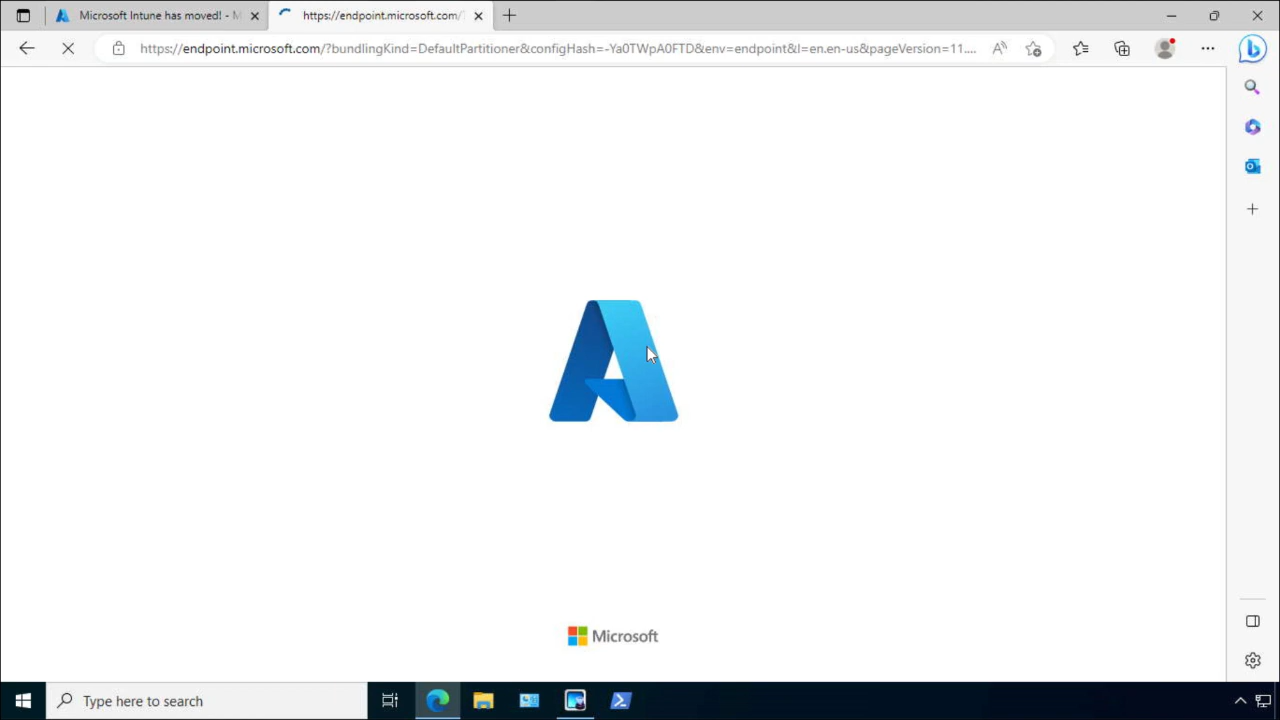 Microsoft Intune has moved! - M
https://endpoint.microsoft.com/
https://endpoint.microsoft.com/?bundlingKind=DefaultPartitioner&configHash=-Ya0TWpA0FTD&env=endpoint&l=en.en-us&pageVersion=11....
Microsoft
Type here to search